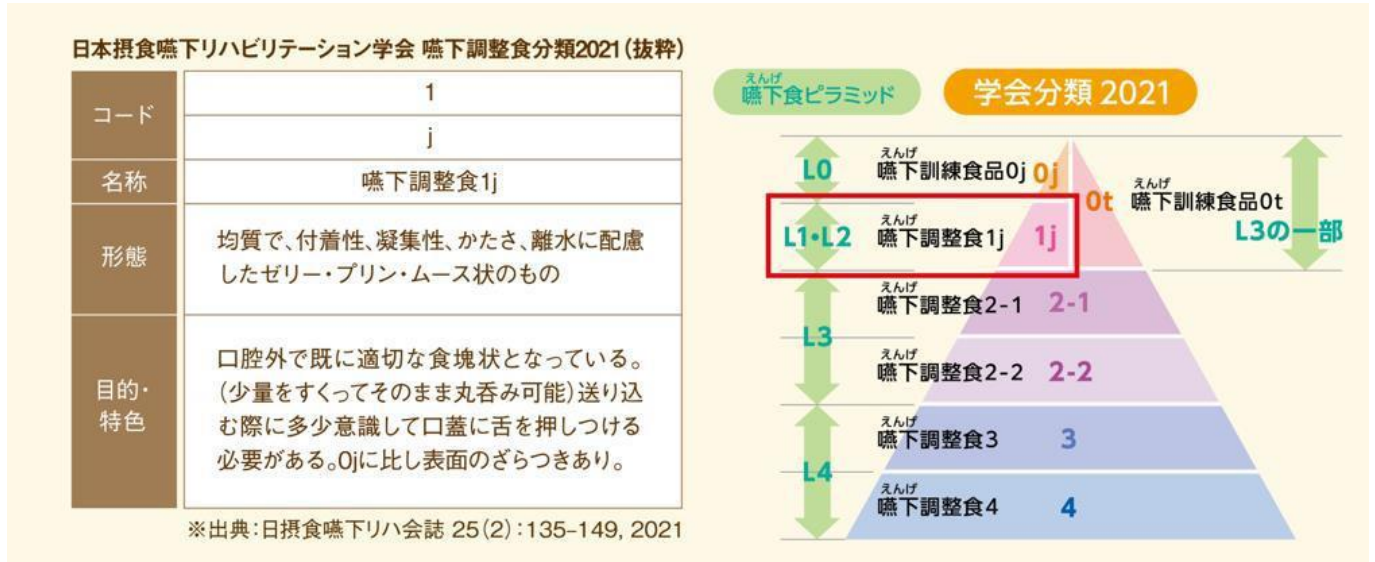 日本摂食嚥下リハビリテーション学会 嚥下調整食分類2021(抜粋)
コード
1
j
名称
嚥下調整食1j
形態
均質で、付着性、凝集性、かたさ、離水に配慮
したゼリー・プリン・ムース状のもの
目的・
特色
口腔外で既に適切な食塊状となっている。
(少量をすくってそのまま丸呑み可能)送り込
む際に多少意識して口蓋に舌を押しつける
必要がある。0jに比し表面のざらつきあり。
※出典:日摂食嚥下リハ会誌 25(2):135-149, 2021
えんげ
嚥下食ピラミッド
学会分類 2021
L0
えんげ
嚥下訓練食品0j
0j
0t
えんげ
嚥下訓練食品0t
L3の一部
L1・L2
えんげ
嚥下調整食1j
1j
L3
えんげ
嚥下調整食2-1
2-1
えんげ
嚥下調整食2-2
2-2
L4
えんげ
嚥下調整食3
3
えんげ
嚥下調整食4
4